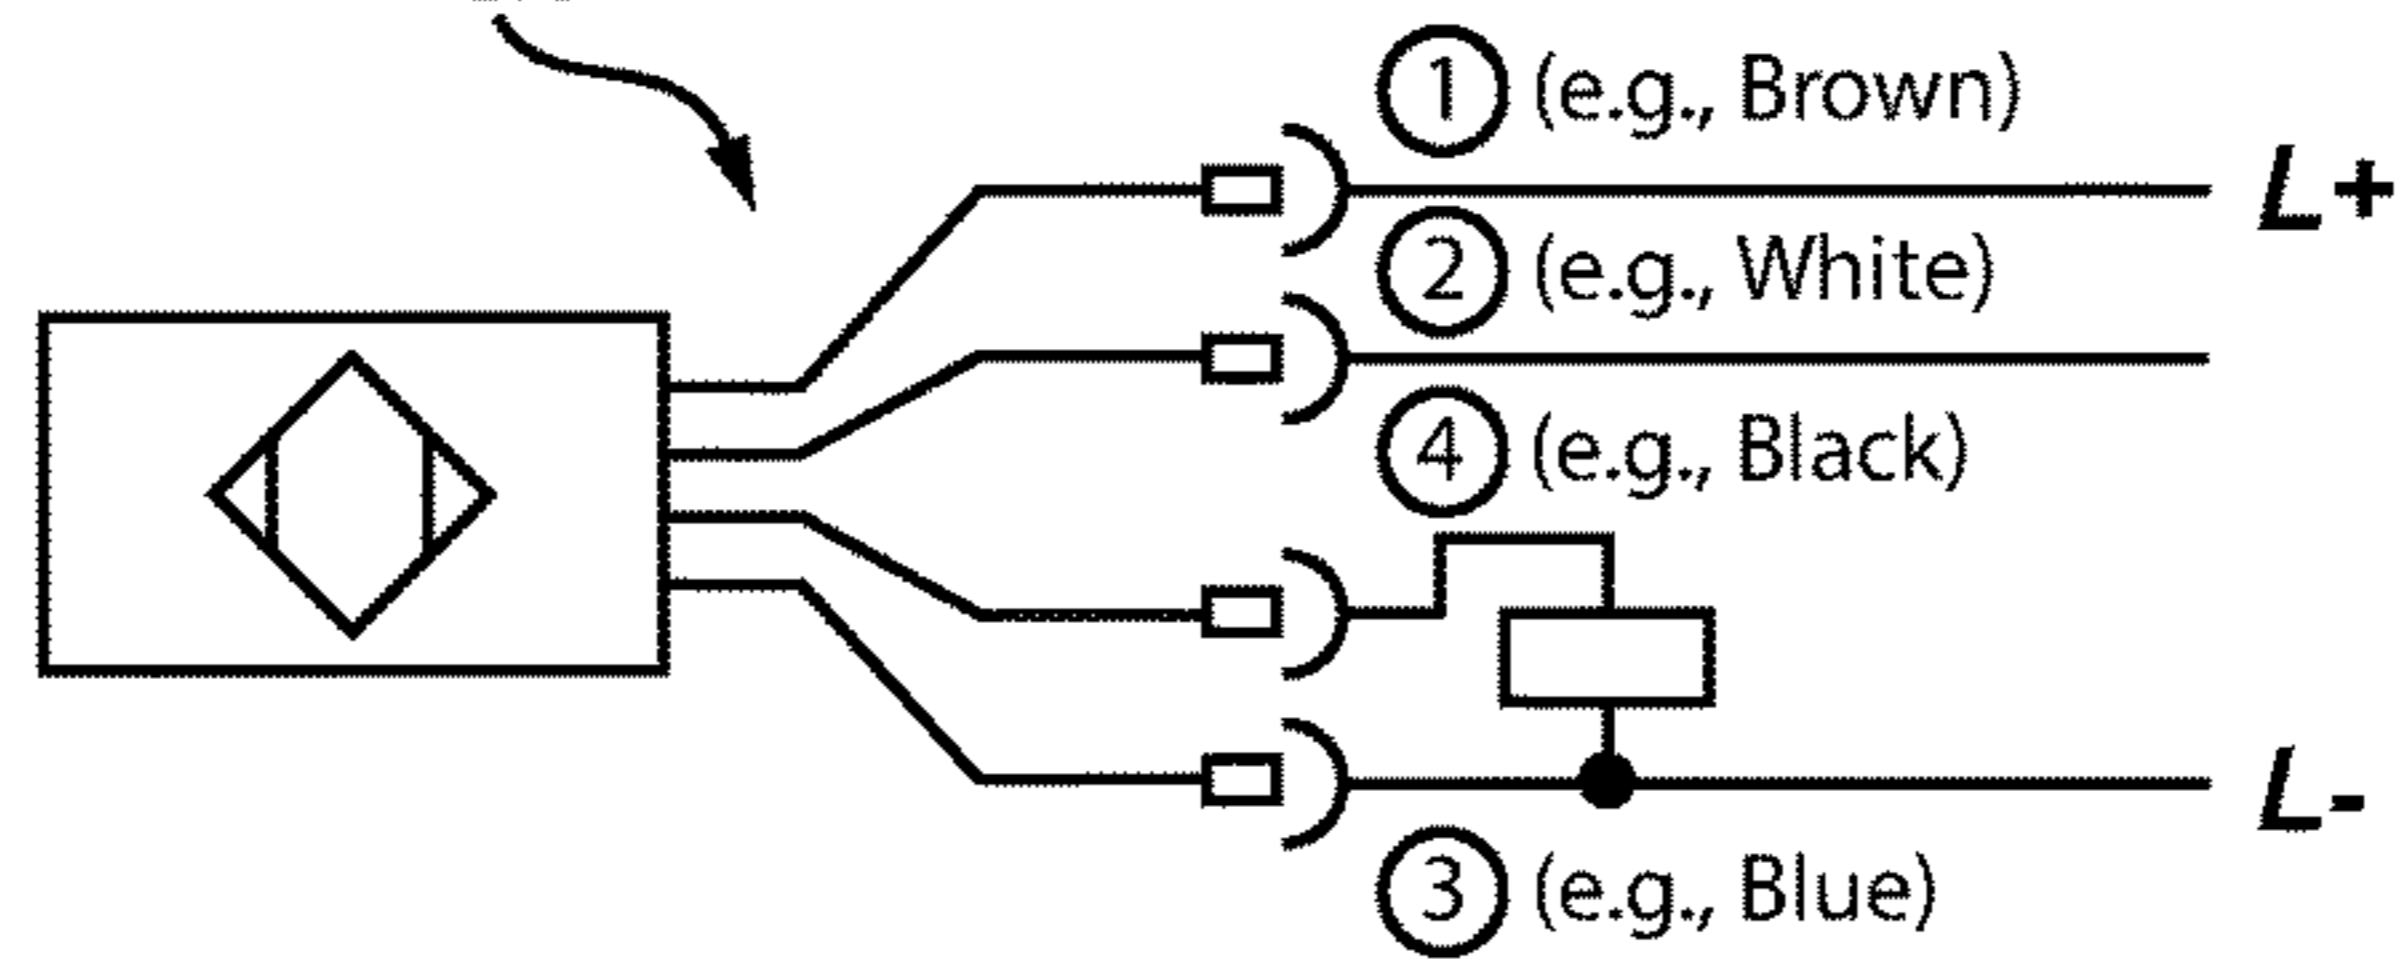 ① (e.g., Brown)
L+
② (e.g., White)
④ (e.g., Black)
L-
③ (e.g., Blue)